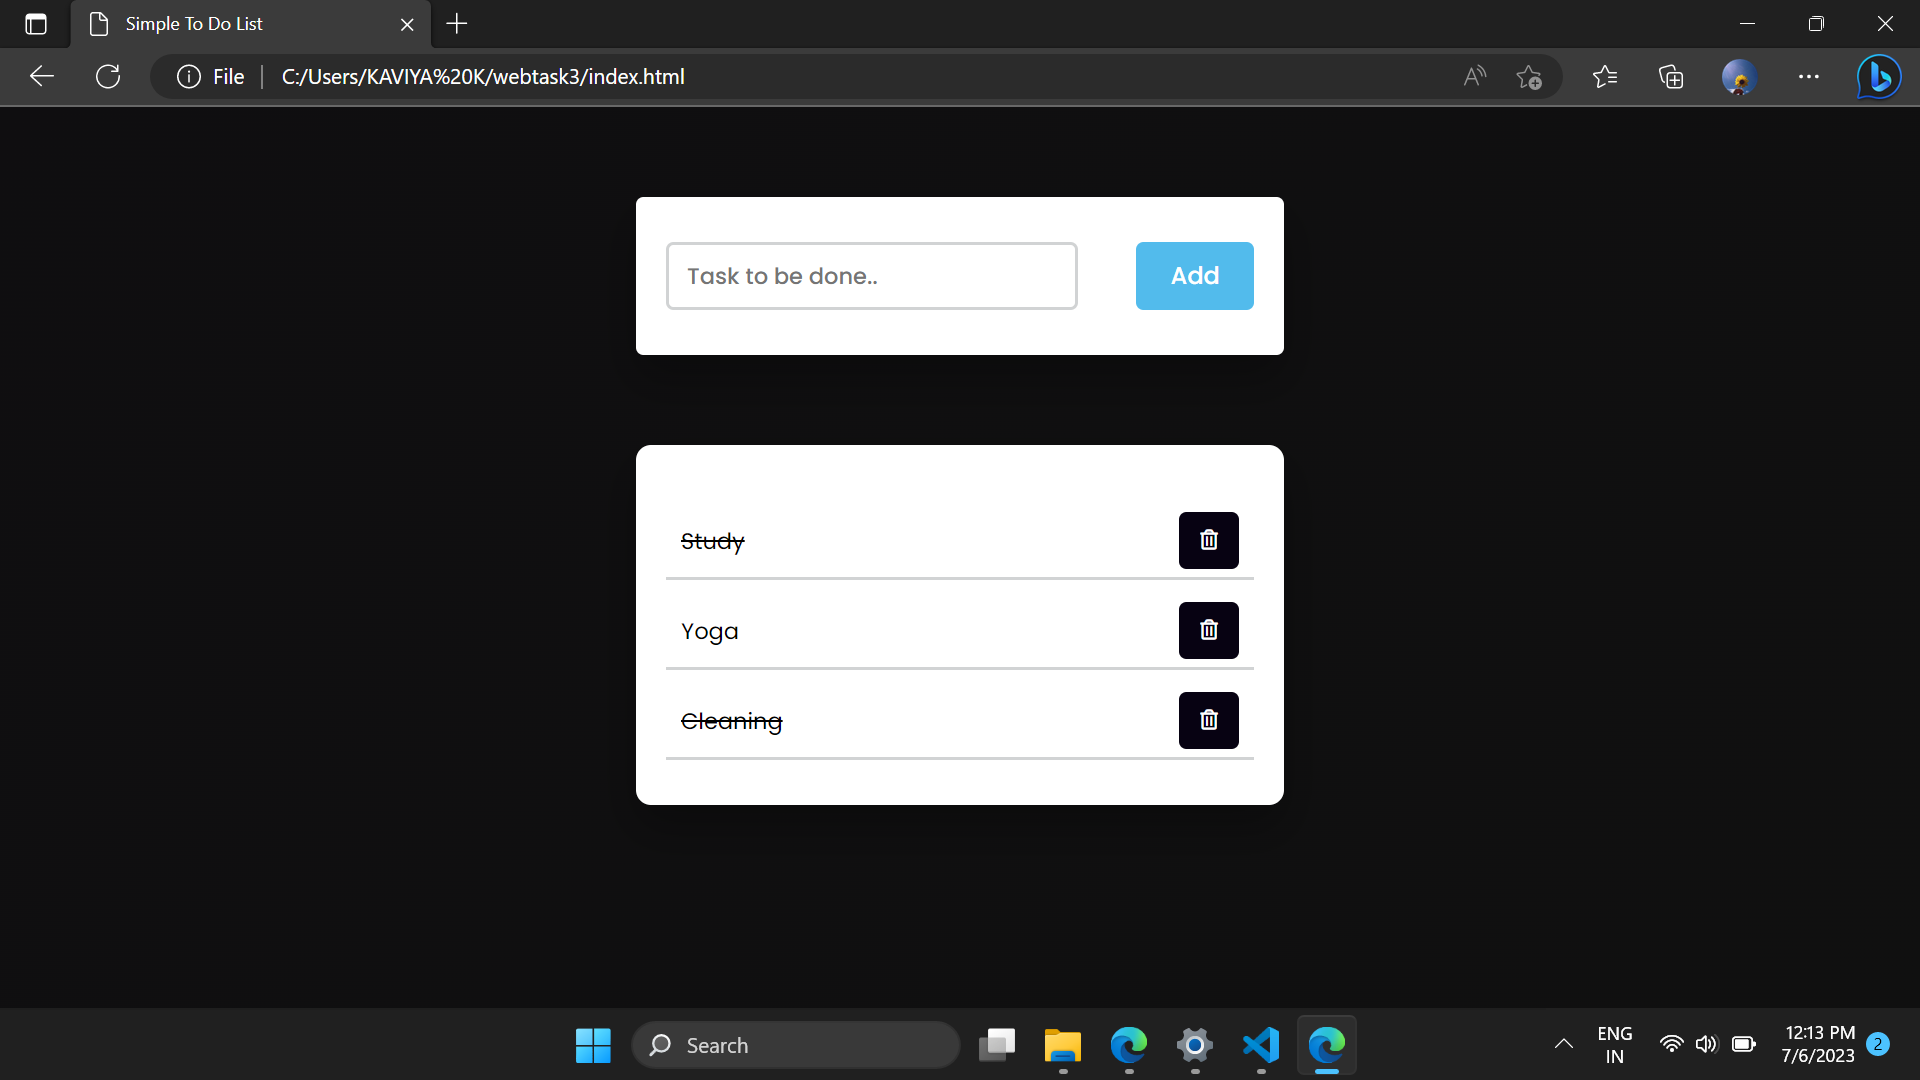 Simple To Do List
File
C:/Users/KAVIYA%20K/webtask3/index.html
Task to be done..
Add
Study
Yoga
Cleaning
Search
ENG
IN
12:13 PM
7/6/2023
2